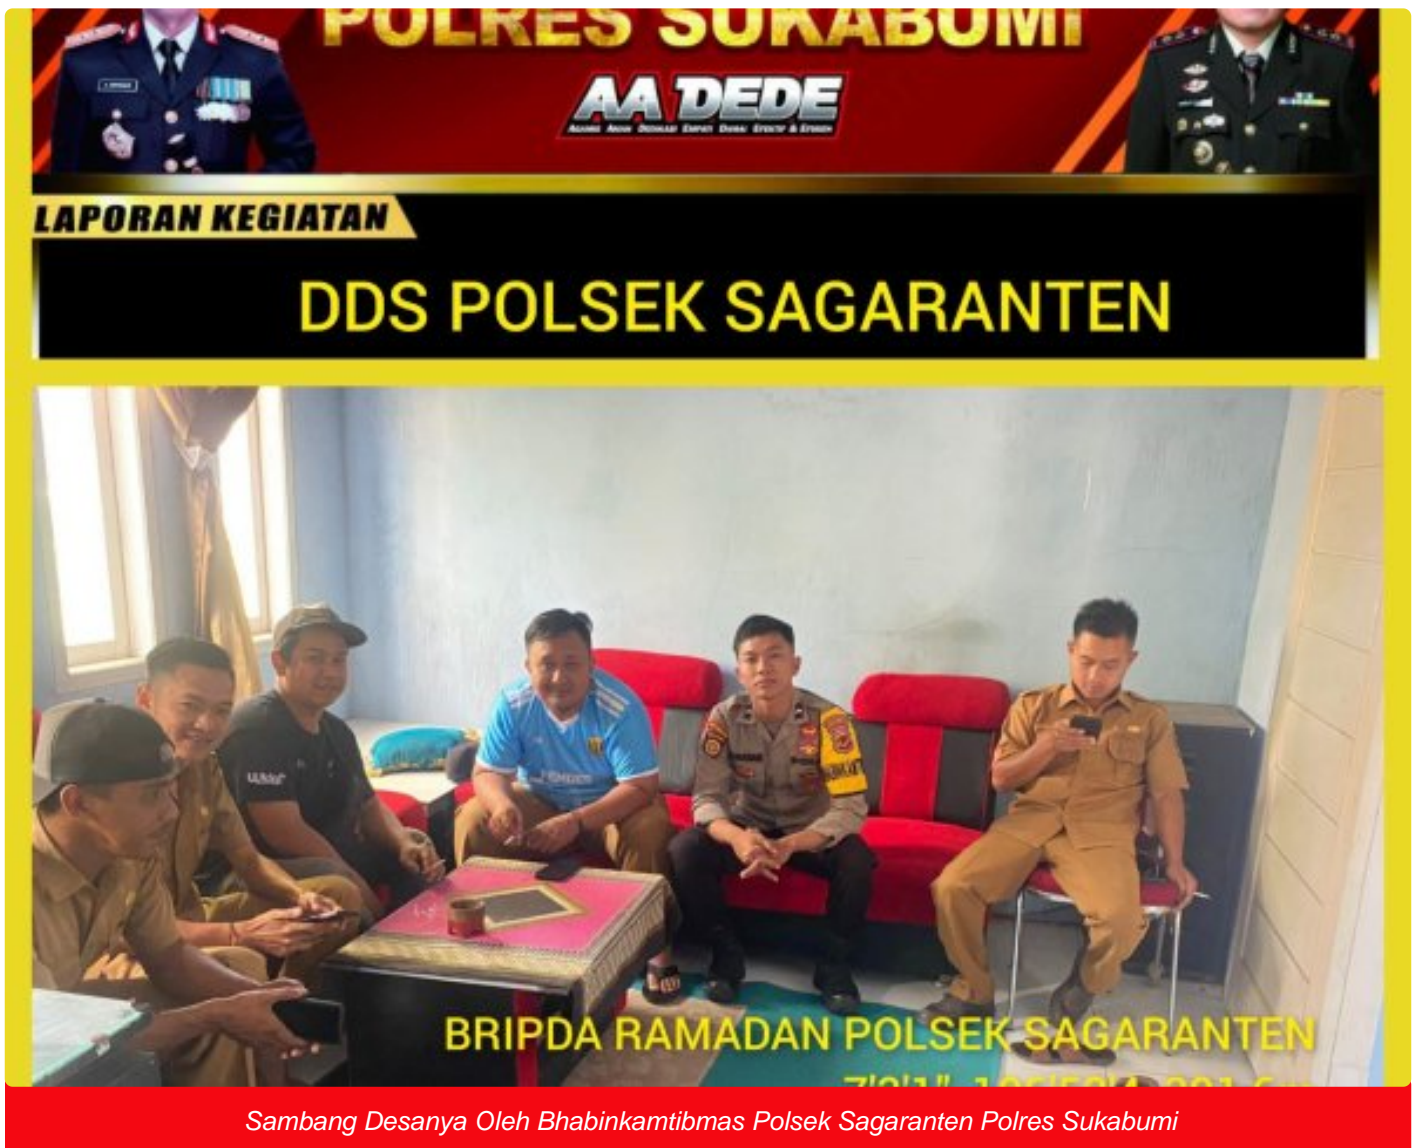 POLRES SUKABUMI
AA DEDE
LAPORAN KEGIATAN
DDS POLSEK SAGARANTEN
BRIPDA RAMADAN POLSEK SAGARANTEN
Sambang Desanya Oleh Bhabinkamtibmas Polsek Sagaranten Polres Sukabumi